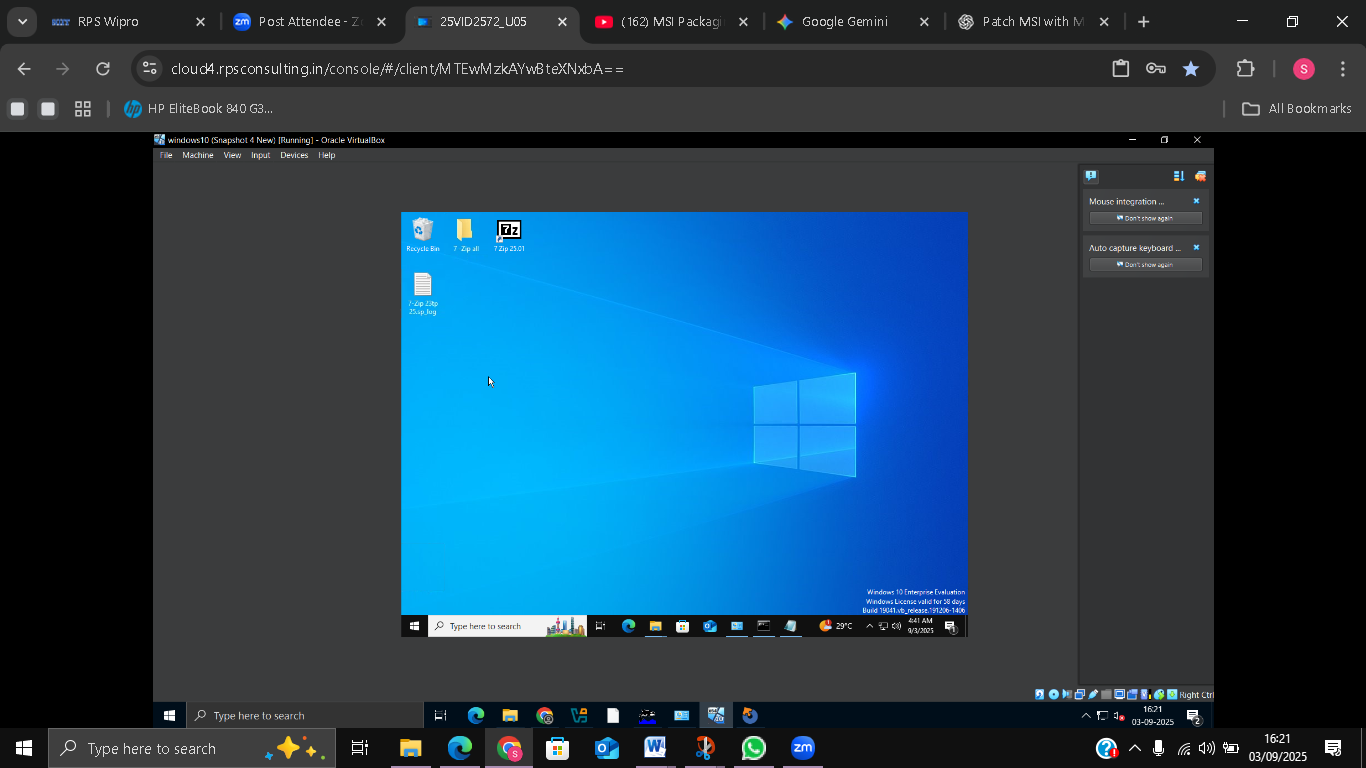 RPS Wipro
Post Attendee - Z
25VID2572_U05
(162) MSI Packagi
Google Gemini
Patch MSI with M
cloud4.rpsconsulting.in/console/#/client/MTEwMzkAYwBteXNxbA==
S
HP EliteBook 840 G3...
All Bookmarks
windows10 (Snapshot 4 New) [Running] - Oracle VirtualBox
File Machine View Input Devices Help
Mouse integration ...
Don't show again
Auto capture keyboard ...
Don't show again
Recycle Bin
7 -Zip all
7 Zip 25.01
7z
7-Zip 23tp
25.sp_log
Windows 10 Enterprise Evaluation
Windows License valid for 58 days
Build 19041.vb_release.191206-1406
Type here to search
29°C
4:41 AM
9/3/2025
Right Ctrl
Type here to search
16:21
03-09-2025
2
Type here to search
16:21
03/09/2025